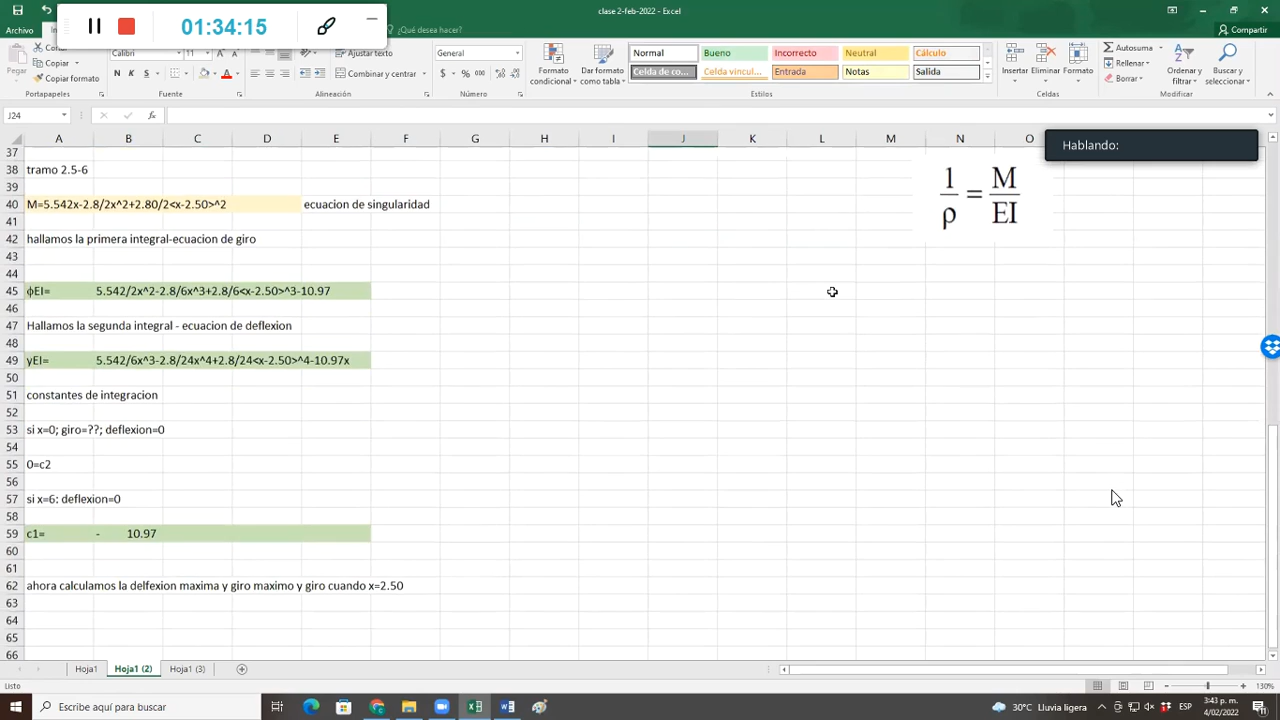 clase 2-feb-2022 - Excel
01:34:15
Archivo
¿Qué desea hacer?
Compartir
Pegar
Cortar
Copiar
Copiar formato
Portapapeles
Calibri
11
N K S
Fuente
Ajustar texto
Combinar y centrar
Alineación
General
$ % 000
Número
Formato condicional
Dar formato como tabla
Normal Bueno Incorrecto Neutral Cálculo
Celda de co... Celda vincul... Entrada Notas Salida
Estilos
Insertar Eliminar Formato
Celdas
Autosuma
Rellenar
Borrar
Ordenar y filtrar
Buscar y seleccionar
Modificar
J24
fx
A B C D E F G H I J K L M N O
Hablando:
37
38 tramo 2.5-6
39
40 M=5.542x-2.8/2x^2+2.80/2<x-2.50>^2 ecuacion de singularidad
1/ρ = M/EI
41
42 hallamos la primera integral-ecuacion de giro
43
44
45 ϕEI= 5.542/2x^2-2.8/6x^3+2.8/6<x-2.50>^3-10.97
46
47 Hallamos la segunda integral - ecuacion de deflexion
48
49 yEI= 5.542/6x^3-2.8/24x^4+2.8/24<x-2.50>^4-10.97x
50
51 constantes de integracion
52
53 si x=0; giro=??; deflexion=0
54
55 0=c2
56
57 si x=6: deflexion=0
58
59 c1= - 10.97
60
61
62 ahora calculamos la delfexion maxima y giro maximo y giro cuando x=2.50
63
64
65
66
Hoja1 Hoja1 (2) Hoja1 (3)
Listo
130%
Escribe aquí para buscar
30°C Lluvia ligera
ESP
3:43 p. m.
4/02/2022